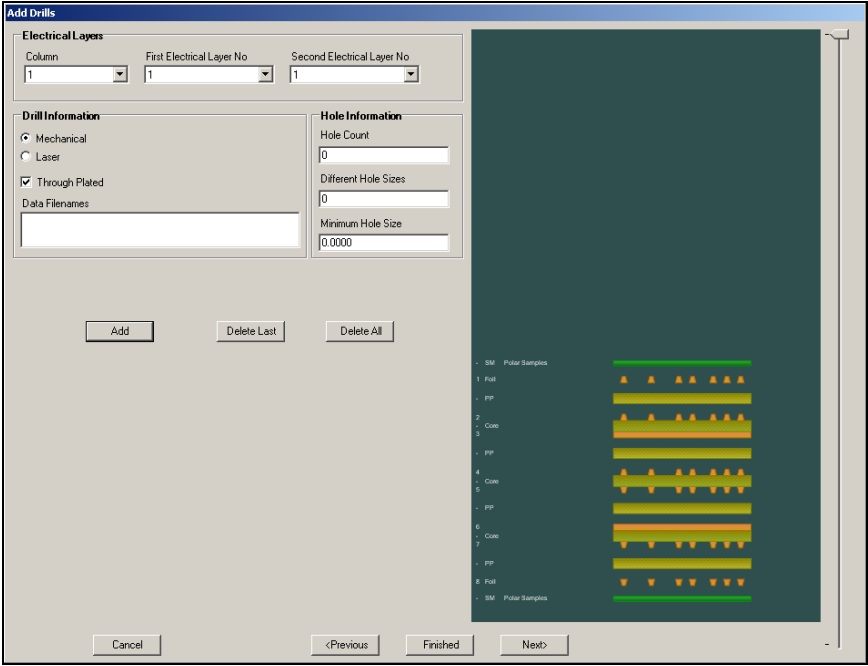 Add Drills
Electrical Layers
Column First Electrical Layer No Second Electrical Layer No
1 1 1
Drill Information
Mechanical
Laser
Through Plated
Data Filenames
Hole Information
Hole Count
0
Different Hole Sizes
0
Minimum Hole Size
0.0000
Add Delete Last Delete All
- SM Polar Samples
1 Foil
- PP
2
- Core
3
- PP
4
- Core
5
- PP
6
- Core
7
- PP
8 Foil
- SM Polar Samples
Cancel <Previous Finished Next>